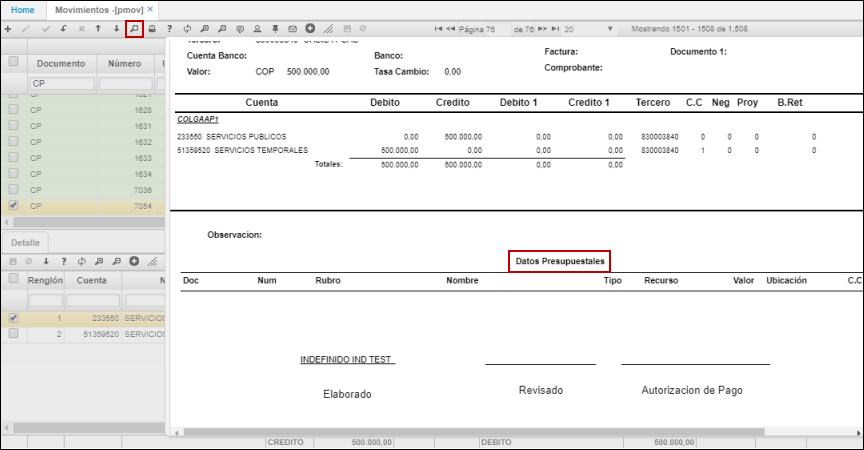 Home Movimientos -[pmov] ×
Página 76 de 76 20 Mostrando 1501 - 1508 de 1.508
Documento Número
CP
CP
CP 1628
CP 1631
CP 1632
CP 1633
CP 1634
CP 7036
CP 7054
Detalle
Renglón Cuenta N
1 233550 SERVICIOS
2 51359520 SERVICIOS
Cuenta Banco: Banco: Factura: Documento 1:
Valor: COP 500.000,00 Tasa Cambio: 0,00 Comprobante:
Cuenta Debito Credito Debito 1 Credito 1 Tercero C.C Neg Proy B.Ret
COLGAAP1
233550 SERVICIOS PUBLICOS 0,00 500.000,00 0,00 0,00 830003840 0 0 0 0
51359520 SERVICIOS TEMPORALES 500.000,00 0,00 0,00 0,00 830003840 1 0 0 0
Totales: 500.000,00 500.000,00 0,00 0,00
Observacion:
Datos Presupuestales
Doc Num Rubro Nombre Tipo Recurso Valor Ubicación C.C
INDEFINIDO IND TEST
Elaborado Revisado Autorizacion de Pago
CREDITO 500.000,00 DEBITO 500.000,00